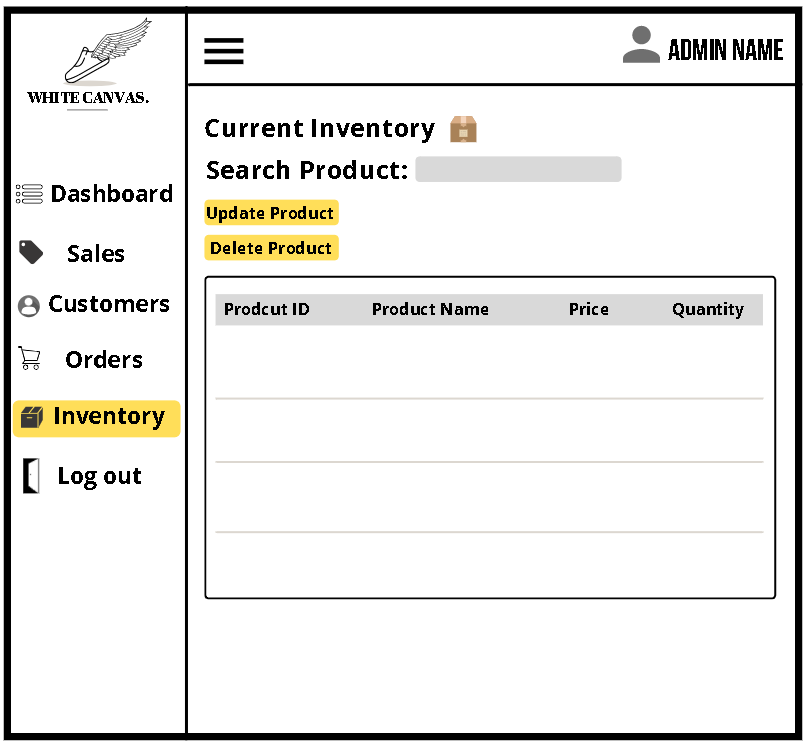 WHITE CANVAS.
Dashboard
Sales
Customers
Orders
Inventory
Log out
ADMIN NAME
Current Inventory
Search Product:
Update Product
Delete Product
Prodcut ID Product Name Price Quantity